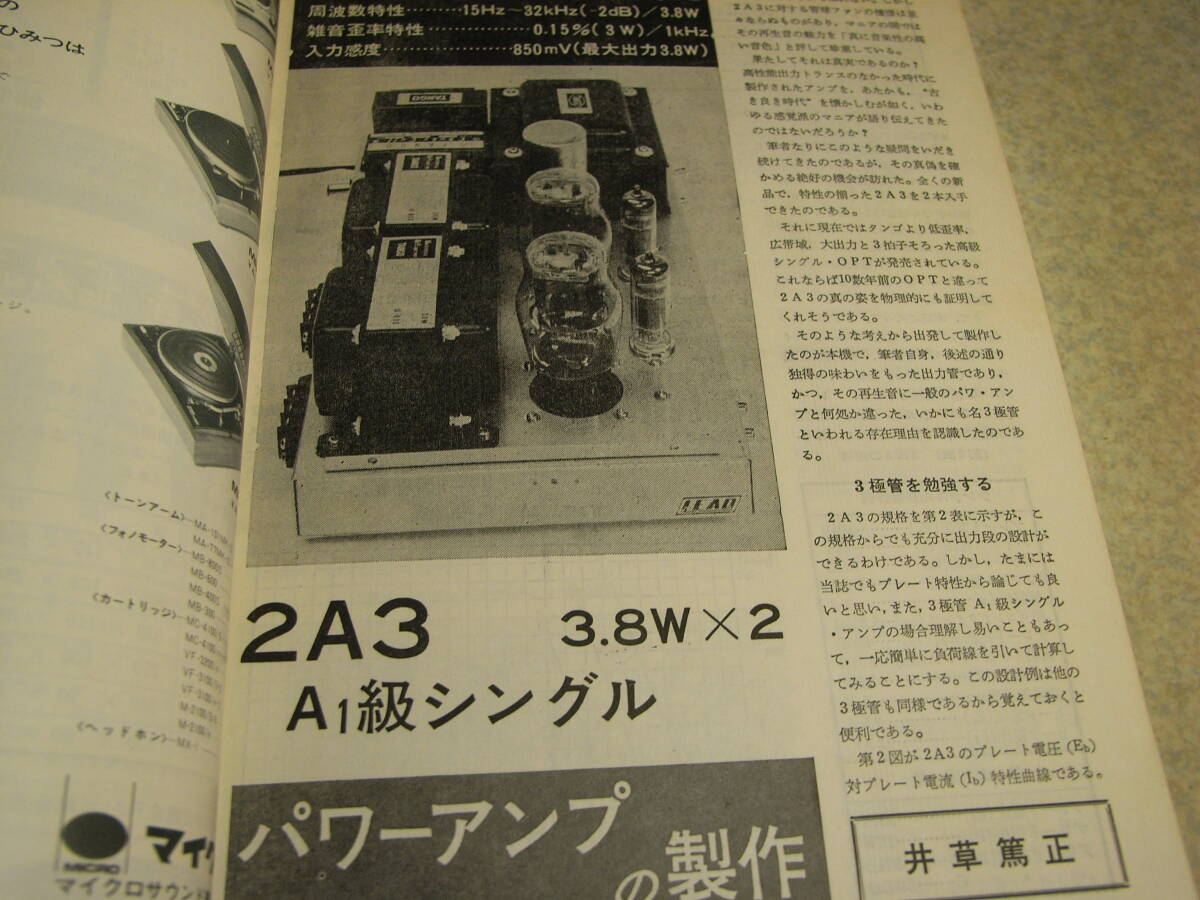 の
ひみつは
ジ。
〈トーンアーム〉
〈フォノモーター〉
MB-600
MB-400S
MB-300
〈カートリッジ〉
MC-4100
VF-3200
M-2100
〈ヘッドホン〉
MX-1
MICRO
マイク
マイクロサウンド
周波数特性………15Hz～32kHz(-2dB)/3.8W
雑音歪率特性………0.15%(3W)/1kHz
入力感度………850mV(最大出力3.8W)
TANGO
LEAD
2A3 3.8W×2
A1級シングル
パワーアンプ
の製作
2A3に対する管球ファンの
ならぬものがあり，マニアの間では
その再生音の魅力を「真に音楽性の高
い音色」と評して珍重している。
果たしてそれは真実であるのか？
高性能出力トランスのなかった時代に
製作されたアンプを，あたかも，“古
き良き時代”を懐かしむが如く，いわ
ゆる感覚派のマニアが語り伝えてきた
のではないだろうか？
筆者なりにこのような疑問をいだき
続けてきたのであるが，その真偽を確
かめる絶好の機会が訪れた。全くの新
品で，特性の揃った2A3を2本入手
できたのである。
それに現在ではタンゴより低歪率，
広帯域，大出力と3拍子そろった高級
シングル・OPTが発売されている。
これならば10数年前のOPTと違って
2A3の真の姿を物理的にも証明して
くれそうである。
そのような考えから出発して製作し
たのが本機で，筆者自身，後述の通り
独得の味わいをもった出力管であり，
かつ，その再生音に一般のパワ・アン
プと何処か違った，いかにも名3極管
といわれる存在理由を認識したのであ
る。
3極管を勉強する
2A3の規格を第2表に示すが，こ
の規格からでも充分に出力段の設計が
できるわけである。しかし，たまには
当誌でもプレート特性から論じても良
いと思い，また，3極管A1級シングル
・アンプの場合理解し易いこともあっ
て，一応簡単に負荷線を引いて計算し
てみることにする。この設計例は他の
3極管も同様であるから覚えておくと
便利である。
第2図が2A3のプレート電圧(Eb)
対プレート電流(Ib)特性曲線である。
井草篤正